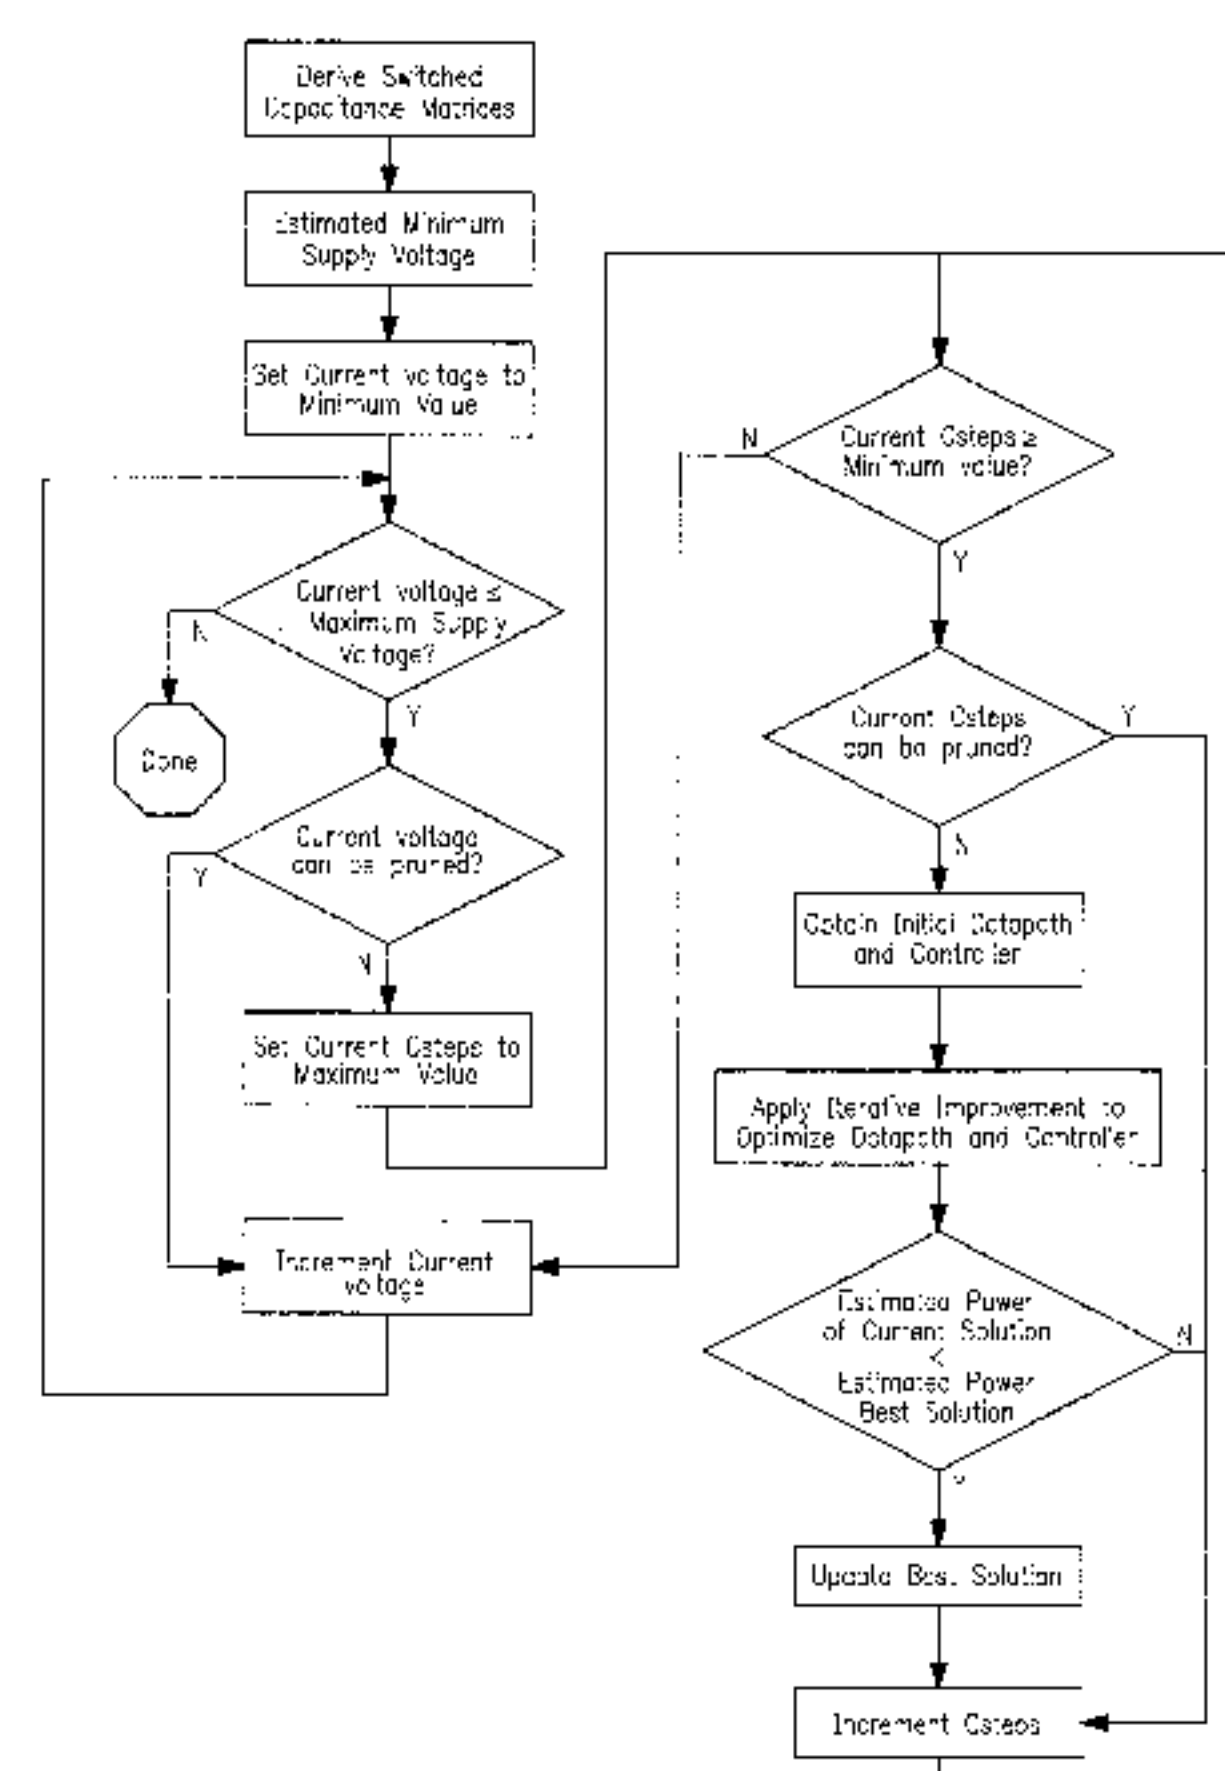 Derive Switched
Capacitance Matrices
Estimated Minimum
Supply Voltage
Set Current voltage to
Minimum Value
Current voltage ≤
Maximum Supply
Voltage?
N
Y
Done
Current voltage
can be pruned?
Y
N
Set Current Csteps to
Maximum Value
Increment Current
voltage
Current Csteps ≥
Minimum value?
N
Y
Current Csteps
can be pruned?
Y
N
Obtain Initial Datapath
and Controller
Apply Iterative Improvement to
Optimize Datapath and Controller
Estimated Power
of Current Solution
<
Estimated Power
Best Solution
N
Update Best Solution
Increment Csteps